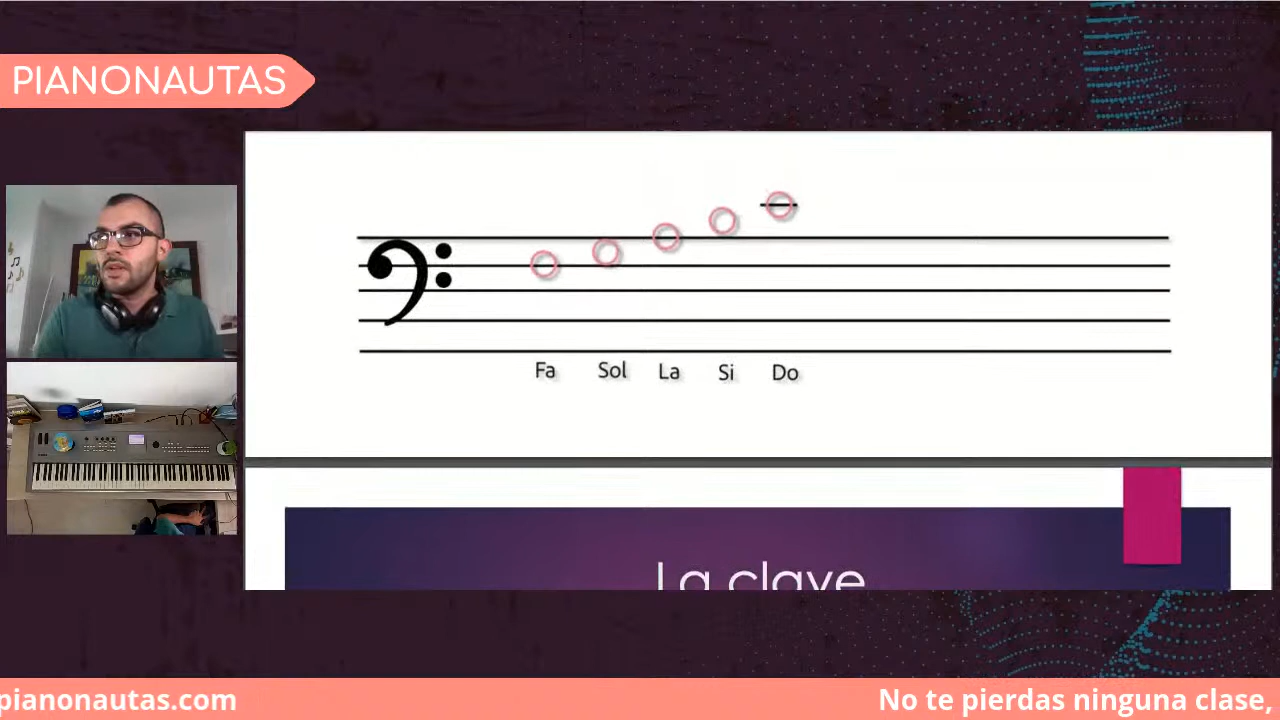 PIANONAUTAS
Fa Sol La Si Do
La clave
pianonautas.com
No te pierdas ninguna clase,